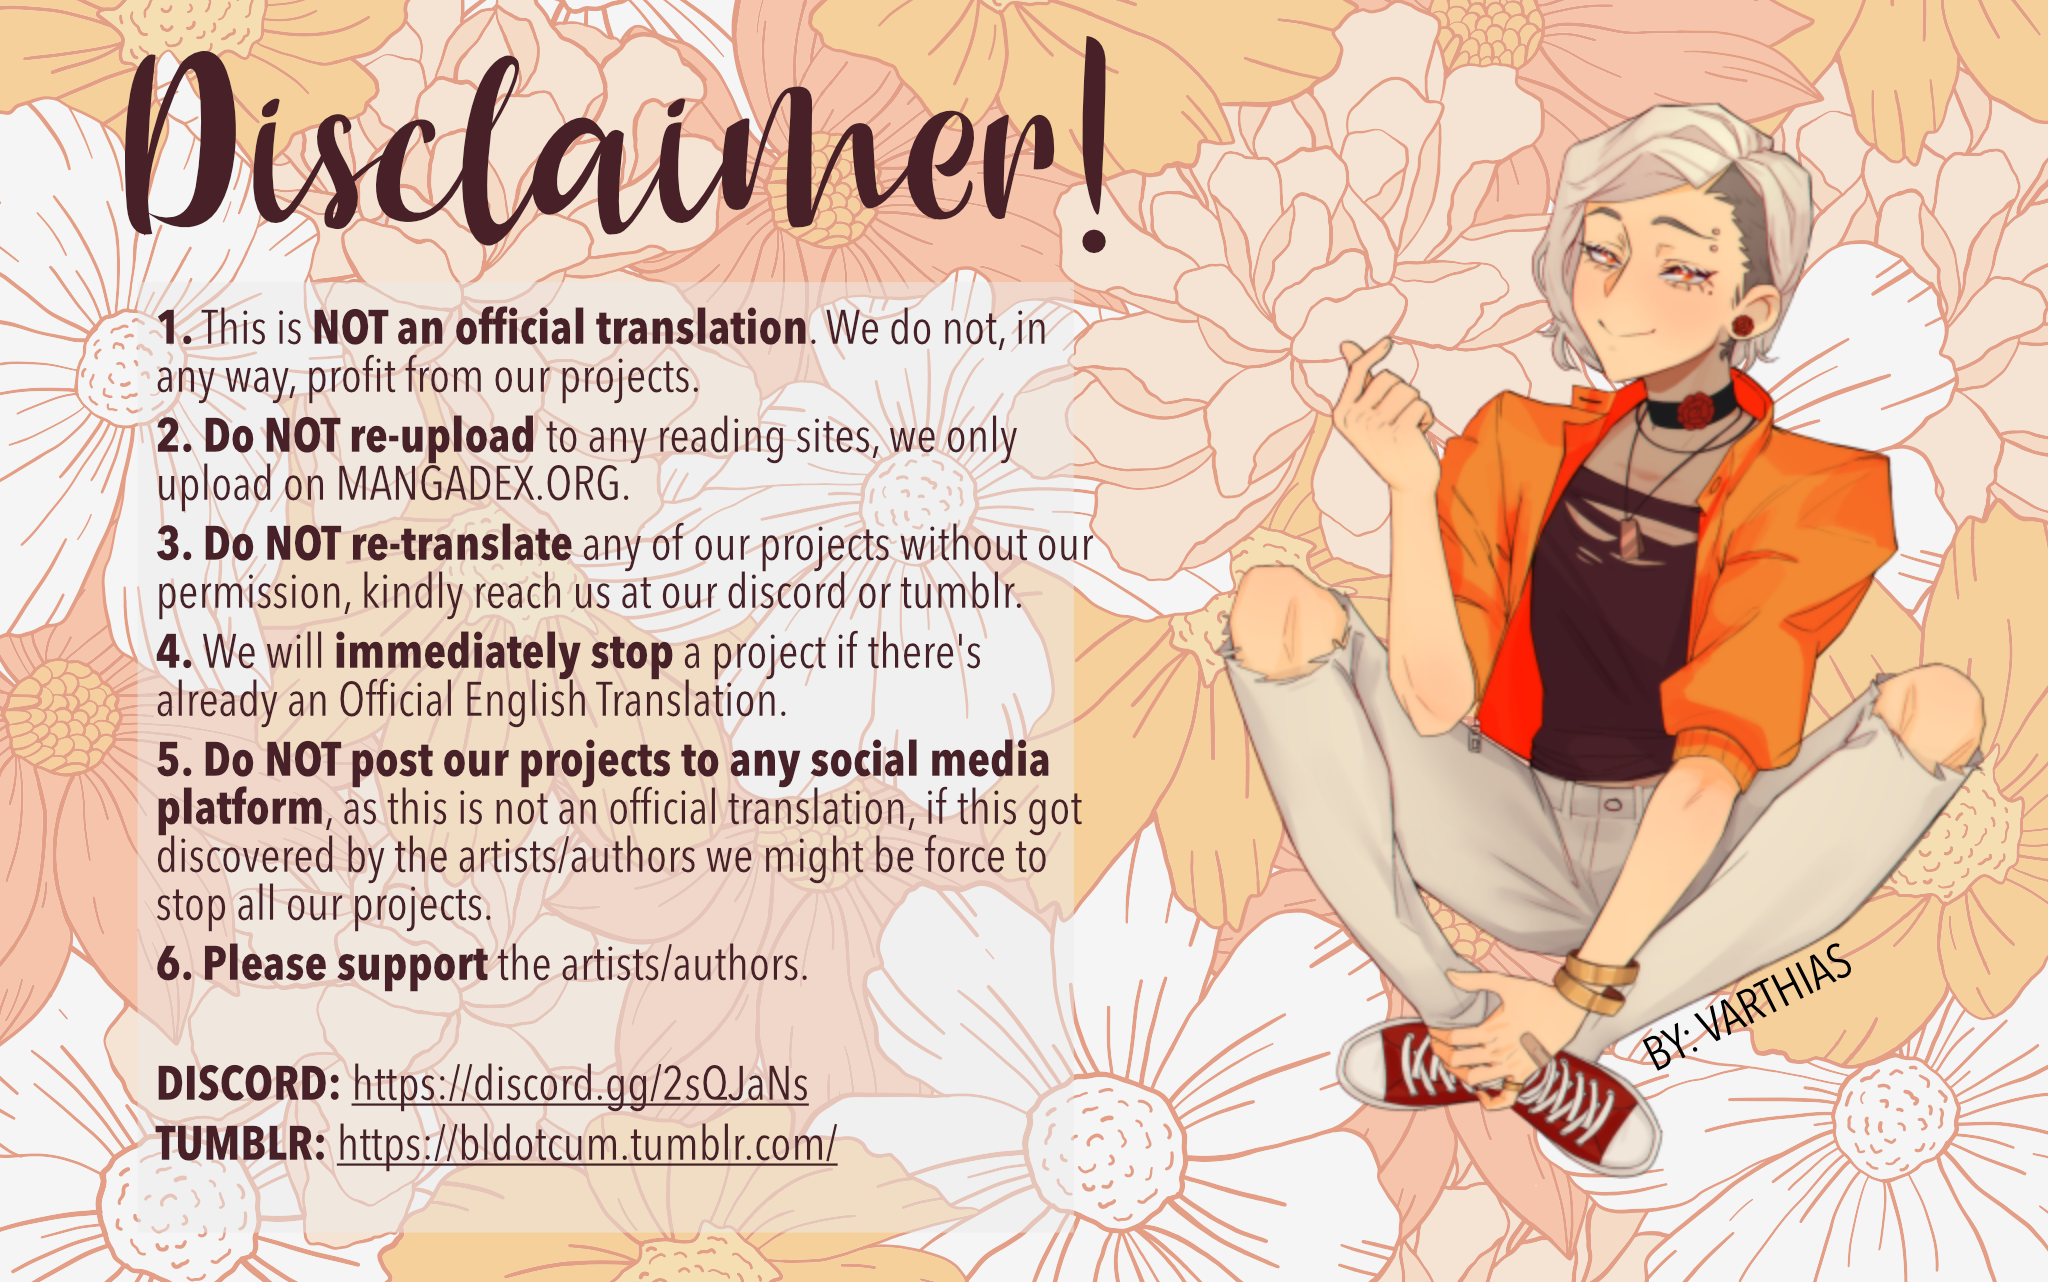 Disclaimer!
1. This is NOT an official translation. We do not, in
any way, profit from our projects.
2. Do NOT re-upload to any reading sites, we only
upload on MANGADEX.ORG.
3. Do NOT re-translate any of our projects without our
permission, kindly reach us at our discord or tumblr.
4. We will immediately stop a project if there's
already an Official English Translation.
5. Do NOT post our projects to any social media
platform, as this is not an official translation, if this got
discovered by the artists/authors we might be force to
stop all our projects.
6. Please support the artists/authors.
DISCORD: https://discord.gg/2sQJaNs
TUMBLR: https://bldotcum.tumblr.com/
BY: VARTHIAS